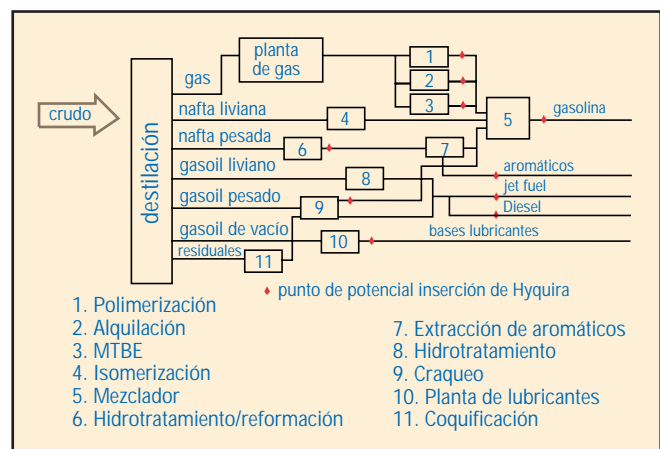 planta
de gas
1
gas
2
crudo
3
gasolina
nafta liviana
4
5
destilación
nafta pesada
6
7
gasoil liviano
aromáticos
8
jet fuel
gasoil pesado
9
Diesel
gasoil de vacío
10
bases lubricantes
residuales
11
punto de potencial inserción de Hyquira
1. Polimerización
2. Alquilación
3. MTBE
4. Isomerización
5. Mezclador
6. Hidrotratamiento/reformación
7. Extracción de aromáticos
8. Hidrotratamiento
9. Craqueo
10. Planta de lubricantes
11. Coquificación